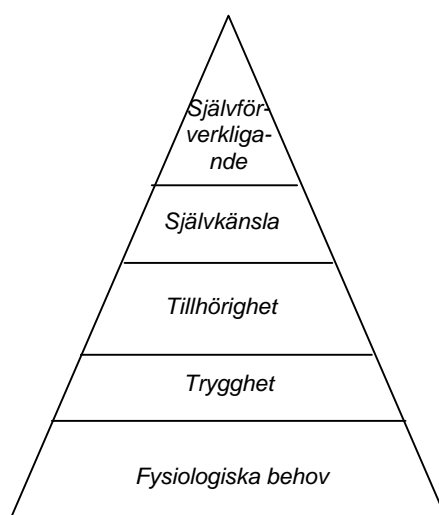 Självför-
verkliga-
nde
Självkänsla
Tillhörighet
Trygghet
Fysiologiska behov